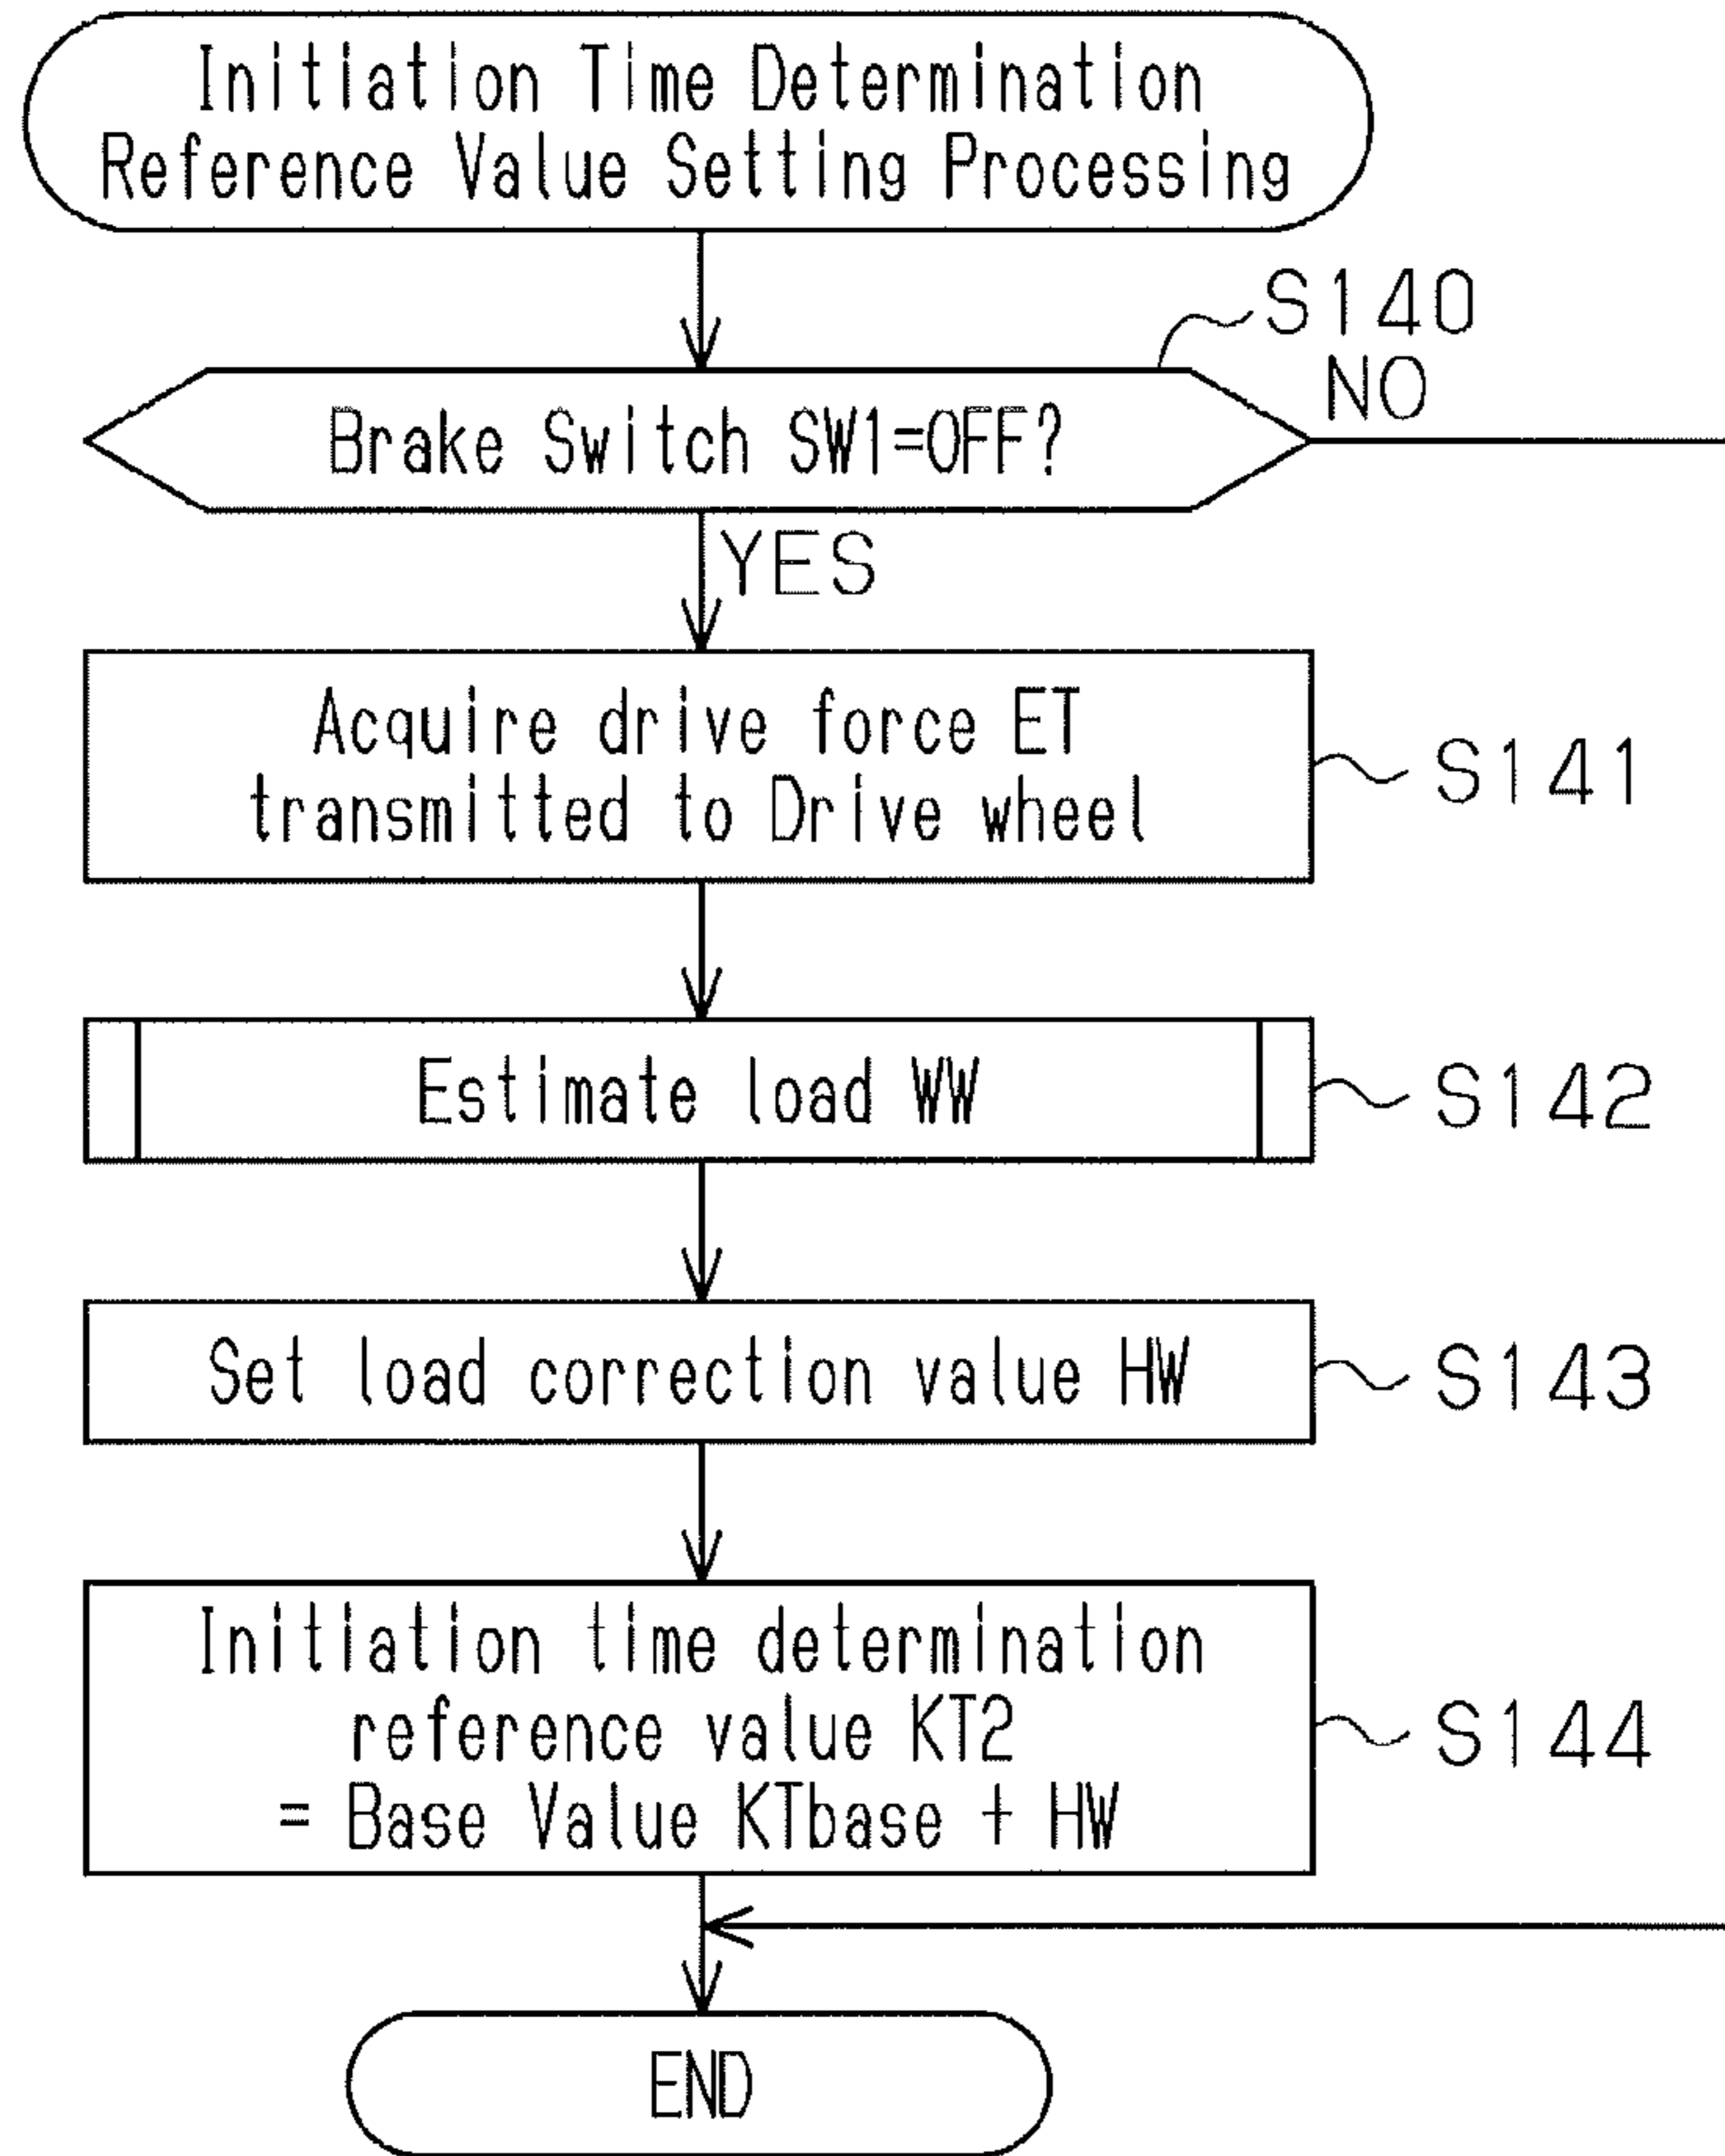 Initiation Time Determination
Reference Value Setting Processing
S140
NO
Brake Switch SW1=OFF?
YES
Acquire drive force ET
transmitted to Drive wheel
S141
Estimate load WW
S142
Set load correction value HW
S143
Initiation time determination
reference value KT2
= Base Value KTbase + HW
S144
END